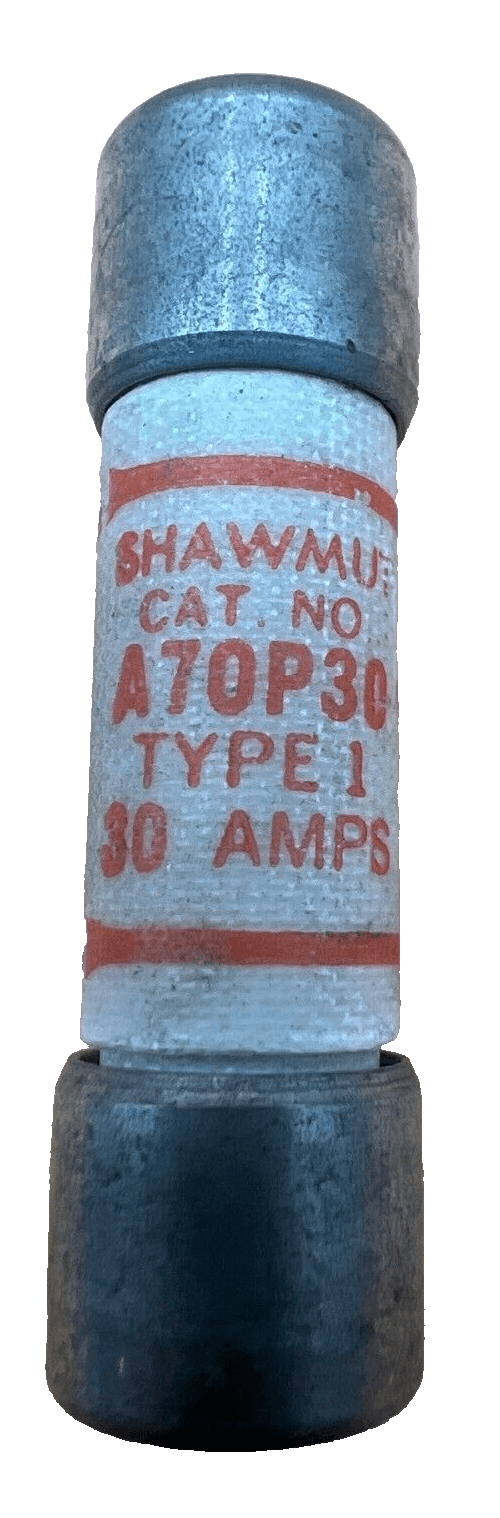 SHAWMUT
CAT. NO
A70P30
TYPE 1
30 AMPS